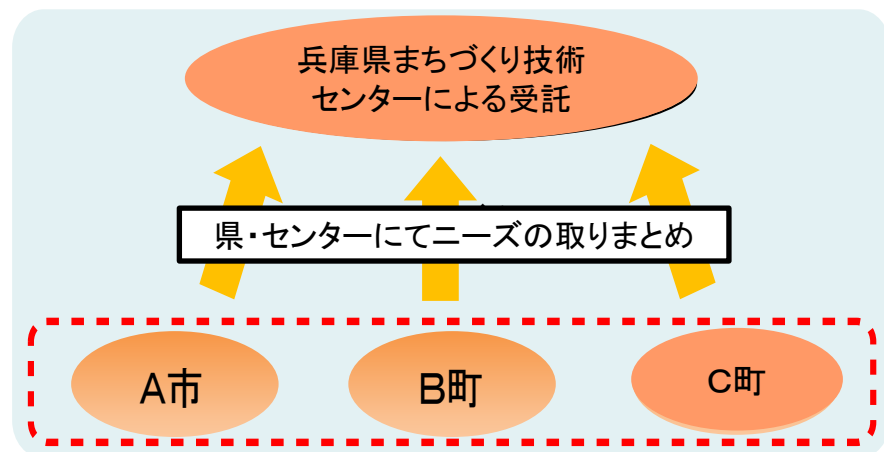 兵庫県まちづくり技術
センターによる受託
県・センターにてニーズの取りまとめ
A市
B町
C町